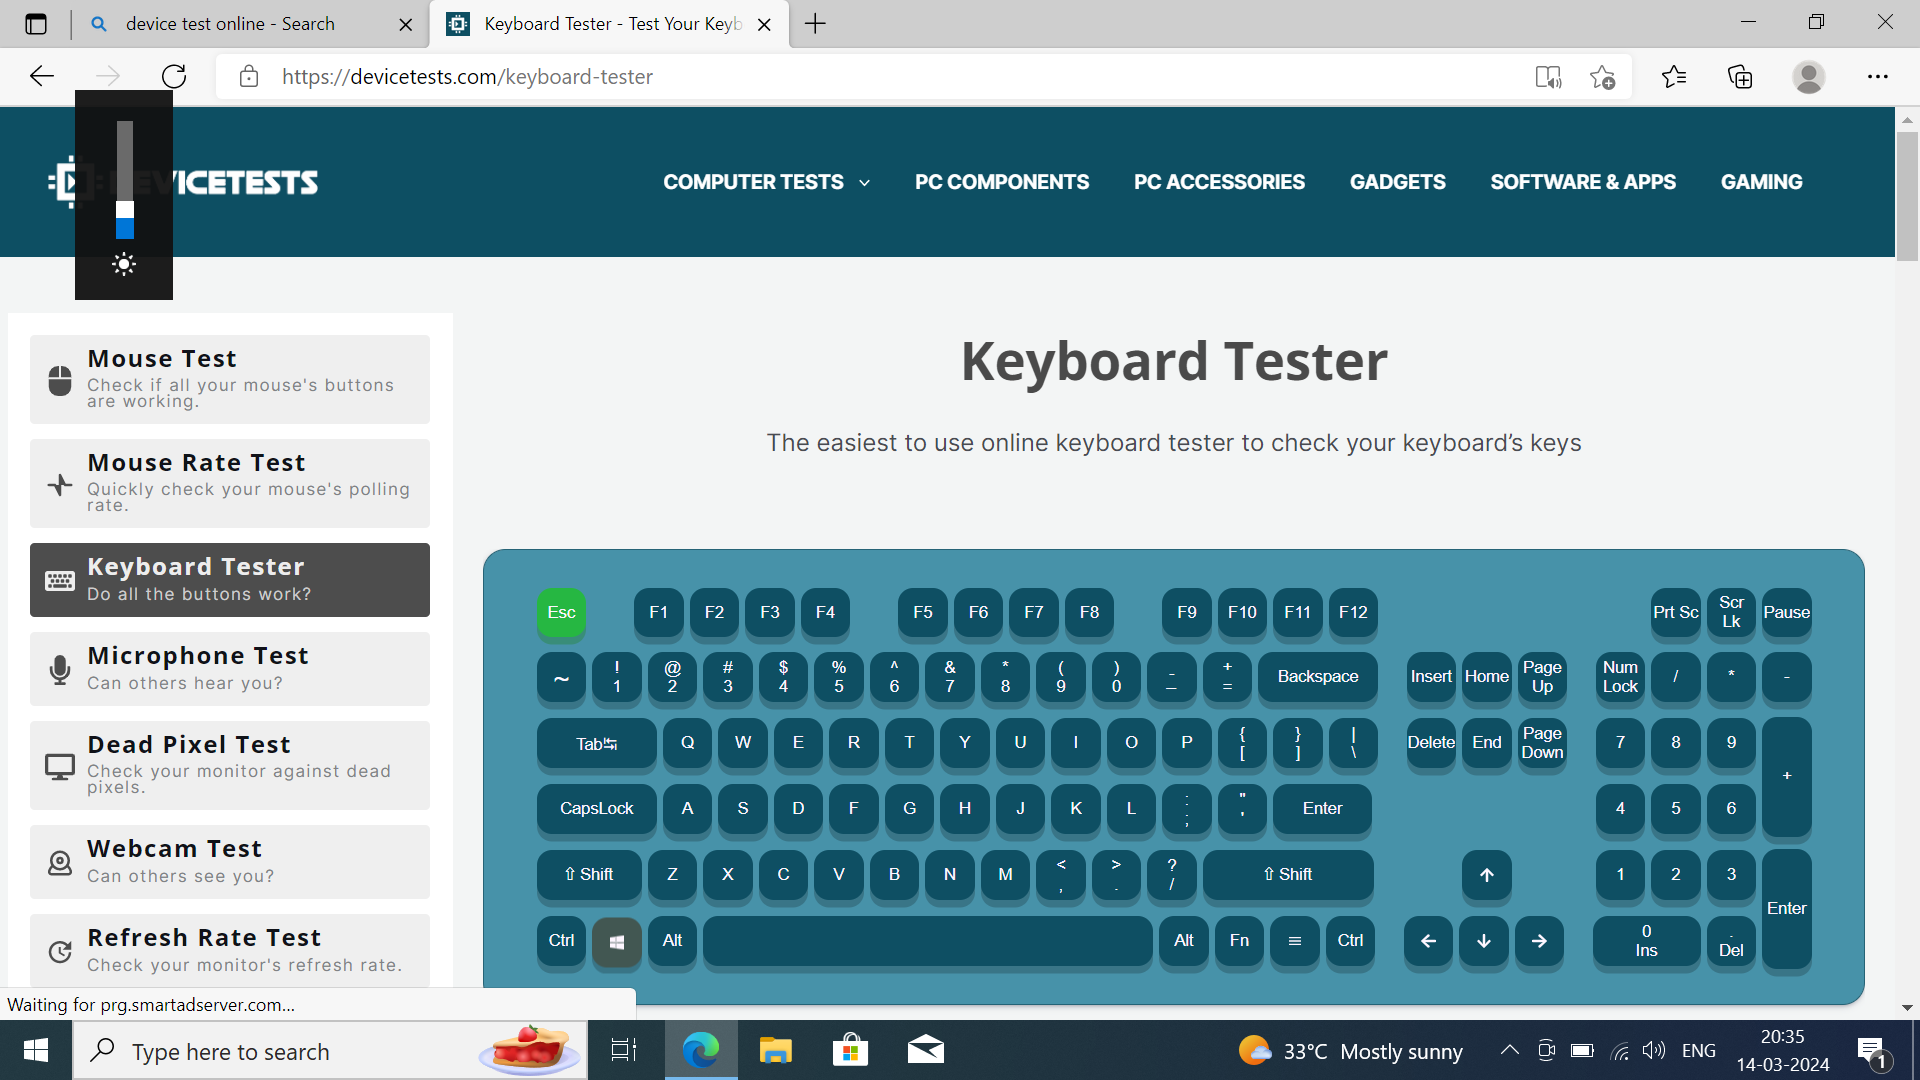 device test online - Search
Keyboard Tester - Test Your Keyb
https://devicetests.com/keyboard-tester
VICETESTS
COMPUTER TESTS
PC COMPONENTS
PC ACCESSORIES
GADGETS
SOFTWARE & APPS
GAMING
Mouse Test
Check if all your mouse's buttons
are working.
Mouse Rate Test
Quickly check your mouse's polling
rate.
Keyboard Tester
Do all the buttons work?
Microphone Test
Can others hear you?
Dead Pixel Test
Check your monitor against dead
pixels.
Webcam Test
Can others see you?
Refresh Rate Test
Check your monitor's refresh rate.
Keyboard Tester
The easiest to use online keyboard tester to check your keyboard’s keys
Esc F1 F2 F3 F4 F5 F6 F7 F8 F9 F10 F11 F12 Prt Sc Scr Lk Pause
~ ! 1 @ 2 # 3 $ 4 % 5 ^ 6 & 7 * 8 ( 9 ) 0 - _ + = Backspace Insert Home Page Up Num Lock / * -
Tab↹ Q W E R T Y U I O P { [ } ] | \ Delete End Page Down 7 8 9 +
CapsLock A S D F G H J K L : ; " ' Enter 4 5 6
⇧ Shift Z X C V B N M < , > . ? / ⇧ Shift ↑ 1 2 3 Enter
Ctrl Alt Alt Fn ≡ Ctrl ← ↓ → 0 Ins . Del
Waiting for prg.smartadserver.com...
Type here to search
33°C Mostly sunny
ENG
20:35
14-03-2024
1